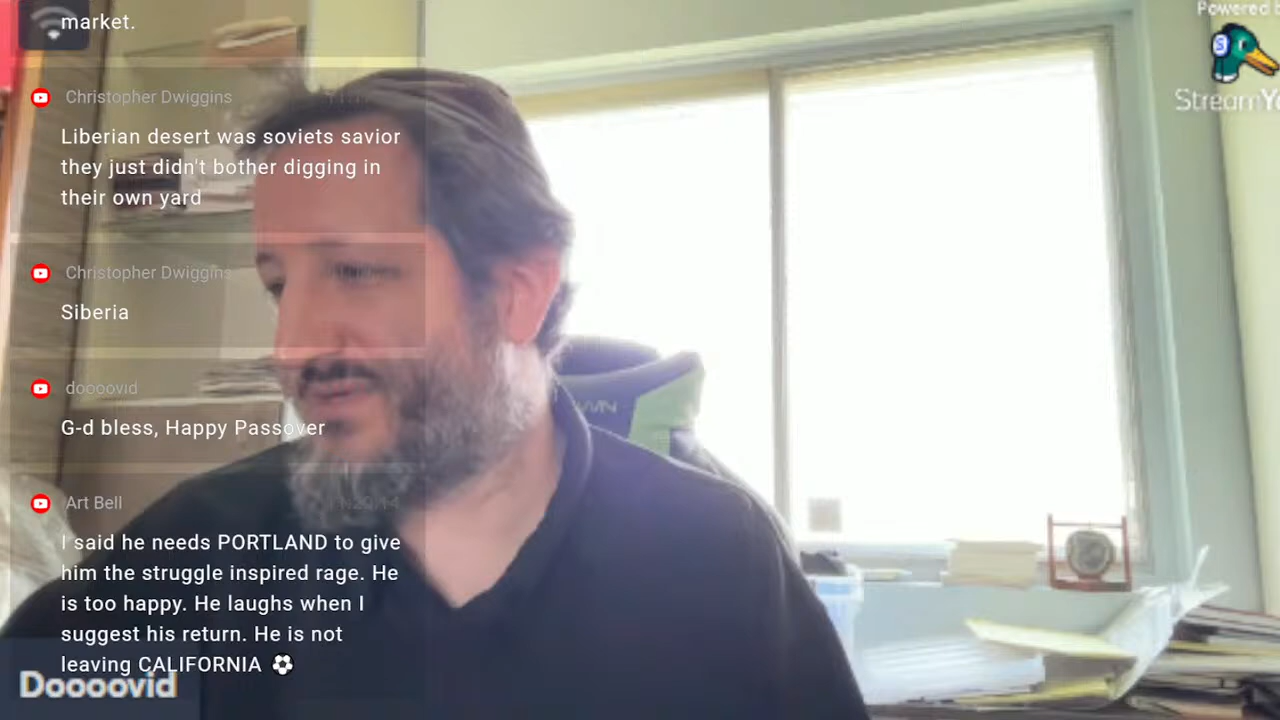 market.
Powered b
Christopher Dwiggins
Liberian desert was soviets savior
they just didn't bother digging in
their own yard
StreamYa
Christopher Dwiggins
Siberia
doooovid
G-d bless, Happy Passover
Art Bell
I said he needs PORTLAND to give
him the struggle inspired rage. He
is too happy. He laughs when I
suggest his return. He is not
leaving CALIFORNIA ⚽
Doooovid